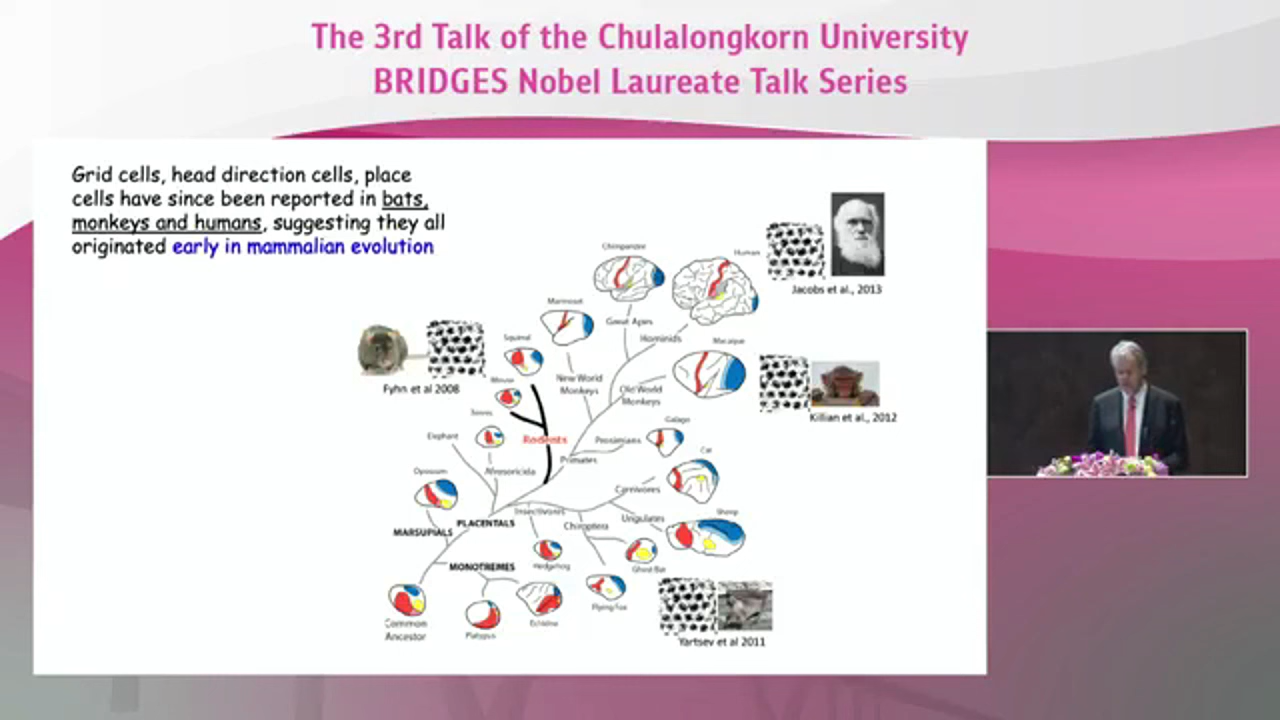 The 3rd Talk of the Chulalongkorn University
BRIDGES Nobel Laureate Talk Series
Grid cells, head direction cells, place
cells have since been reported in bats,
monkeys and humans, suggesting they all
originated early in mammalian evolution
Chimpanzee
Human
Jacobs et al., 2013
Marmoset
Great Apes
Hominids
Squirrel
Macaque
Fyhn et al 2008
Mouse
New World
Monkeys
Old World
Monkeys
Killian et al., 2012
Tenrec
Galago
Elephant
Rodents
Prosimians
Primates
Cat
Opossum
Afrosoricida
Carnivores
Insectivores
Ungulates
Sheep
PLACENTALS
Chiroptera
MARSUPIALS
MONOTREMES
Hedgehog
Ghost Bat
Flying Fox
Common
Ancestor
Platypus
Echidna
Yartsev et al 2011